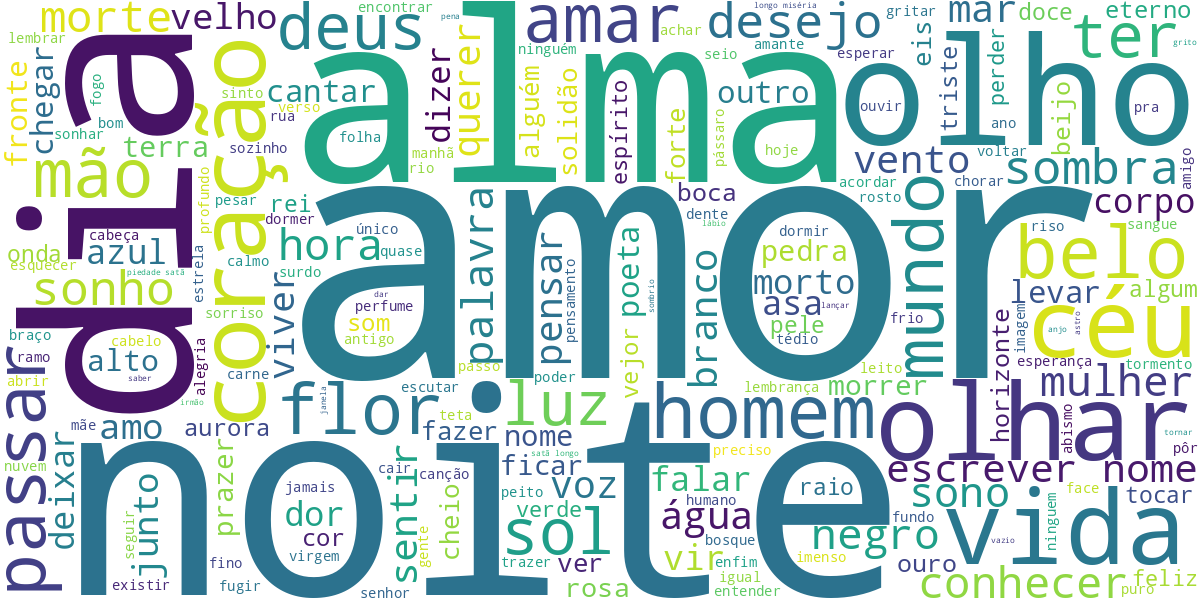 morte
velho
deus
encontrar
pena
amar
longo miséria
achar
desejo
gritar
mar
doce
eterno
lembrar
fronte
chegar
fogo
sonhar
bom
dia
coração
sinto
cantar
verso
rua
alma
folha
dizer
querer
ninguém
alguém
solidão
espírito
forte
seio
pássaro
amante
outro
esperar
hoje
olho
ouvir
eis
triste
perder
ano
pra
beijo
ter
grito
mão
terra
sozinho
manhã
rio
vento
voltar
sombra
amigo
profundo
pesar
rei
dormer
acordar
rosto
chorar
corpo
cabeça
azul
onda
esquecer
piedade satã
estrela
calmo
único
hora
quase
surdo
amor
palavra
pensar
pensamento
boca
dente
lábio
dormir
pedra
morto
asa
lançar
pele
tédio
mundo
frio
riso
sangue
belo
levar
algum
sonho
sorriso
viver
dar
perfume
som
antigo
vejor
poeta
sombrio
branco
imagem
anjo
astro
céu
horizonte
esperança
tormento
braço
ramo
cabelo
alto
saber
abrir
irmão
alegria
carne
passo
poder
escutar
lembrança
leito
morrer
mulher
passar
mãe
amo
aurora
flor
janela
teta
fazer
luz
nome
homem
olhar
abismo
tornar
pôr
deixar
nuvem
prazer
noite
jamais
cair
canção
satã longo
ficar
preciso
escrever nome
junto
seguir
dor
cor
virgem
sentir
gente
cheio
peito
voz
verde
falar
humano
raio
sono
fundo
face
tocar
sol
água
bosque
negro
vida
vazio
ninguem
existir
fino
fugir
senhor
trazer
ver
rosa
vir
enfim
igual
entender
imenso
ouro
conhecer
puro
feliz